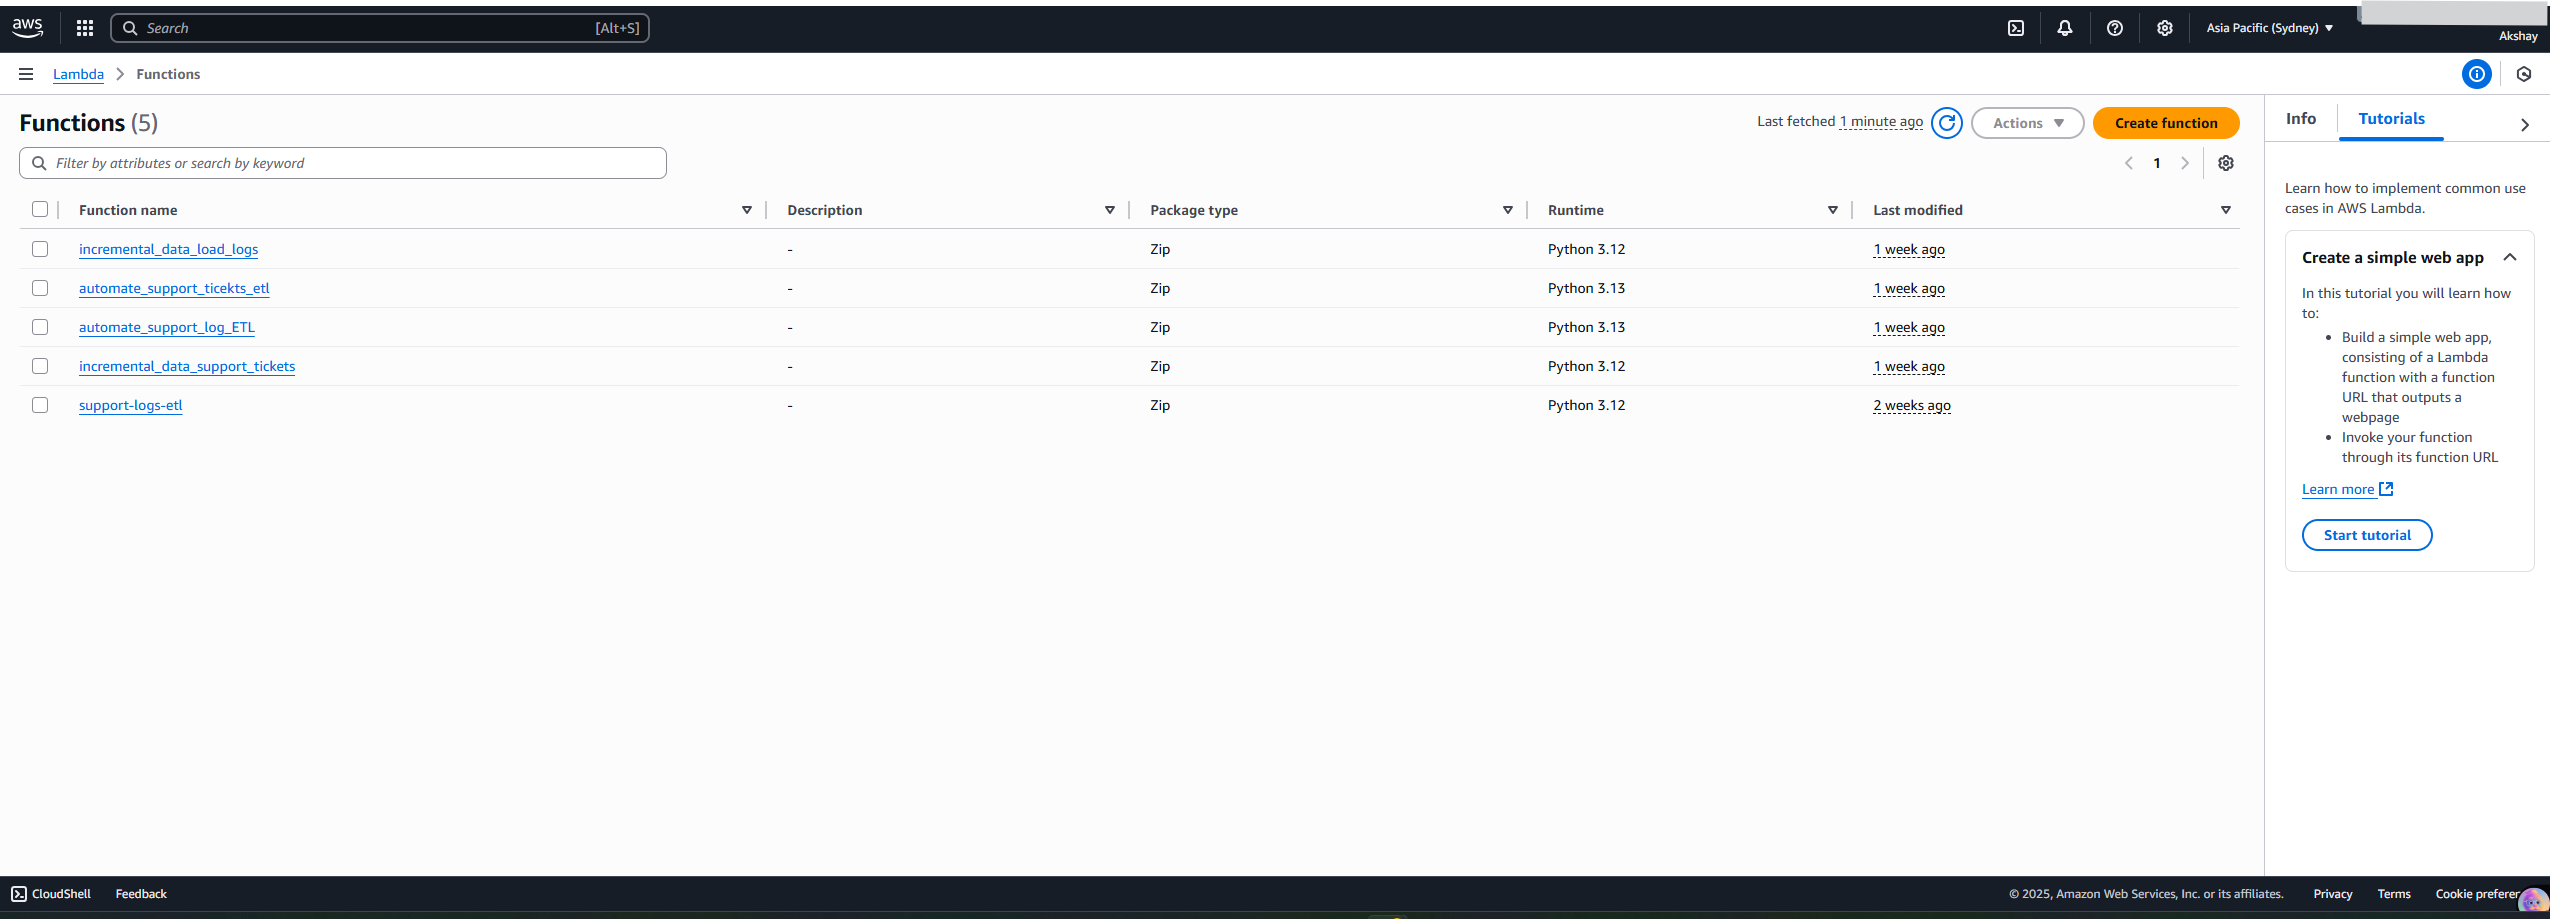 aws
Search [Alt+S]
Asia Pacific (Sydney)
Akshay
Lambda Functions
Functions (5)
Last fetched 1 minute ago
Actions
Create function
Filter by attributes or search by keyword
1
Function name Description Package type Runtime Last modified
incremental_data_load_logs - Zip Python 3.12 1 week ago
automate_support_ticekts_etl - Zip Python 3.13 1 week ago
automate_support_log_ETL - Zip Python 3.13 1 week ago
incremental_data_support_tickets - Zip Python 3.12 1 week ago
support-logs-etl - Zip Python 3.12 2 weeks ago
Info Tutorials
Learn how to implement common use
cases in AWS Lambda.
Create a simple web app
In this tutorial you will learn how
to:
• Build a simple web app,
consisting of a Lambda
function with a function
URL that outputs a
webpage
• Invoke your function
through its function URL
Learn more
Start tutorial
CloudShell Feedback
© 2025, Amazon Web Services, Inc. or its affiliates. Privacy Terms Cookie prefere